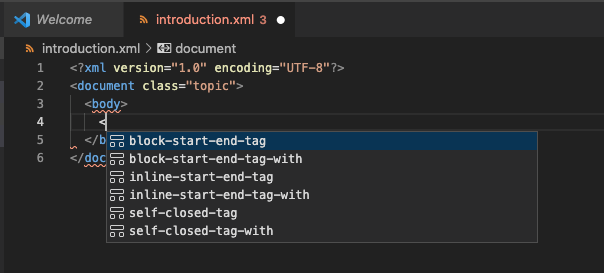 Welcome introduction.xml 3
introduction.xml > document
1 <?xml version="1.0" encoding="UTF-8"?>
2 <document class="topic">
3 <body>
4 <
5 </b
6 </doc
block-start-end-tag
block-start-end-tag-with
inline-start-end-tag
inline-start-end-tag-with
self-closed-tag
self-closed-tag-with